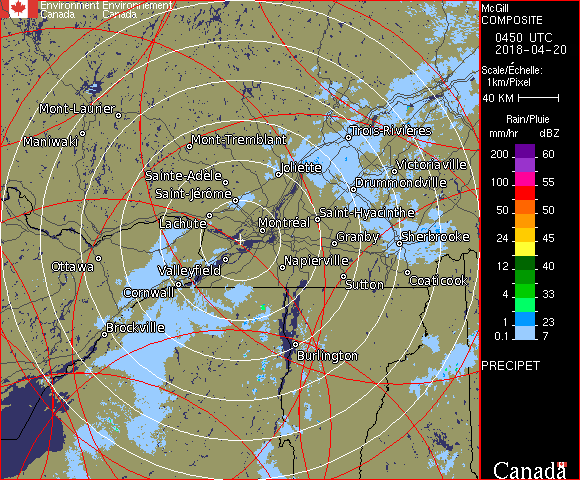 Environment Environnement
Canada Canada
McGill
COMPOSITE
0450 UTC
2018-04-20
Scale/Échelle:
1km/Pixel
40 KM
Rain/Pluie
mm/hr dBZ
200 60
100 55
50 50
24 45
12 40
4 33
1 23
0.1 7
PRECIPET
Canada
Mont-Laurier
Maniwaki
Mont-Tremblant
Trois-Rivières
Joliette
Victoriaville
Sainte-Adèle
Drummondville
Saint-Jérôme
Lachute
Saint-Hyacinthe
Montréal
Granby
Sherbrooke
Ottawa
Valleyfield
Napierville
Cornwall
Sutton
Coaticook
Brockville
Burlington